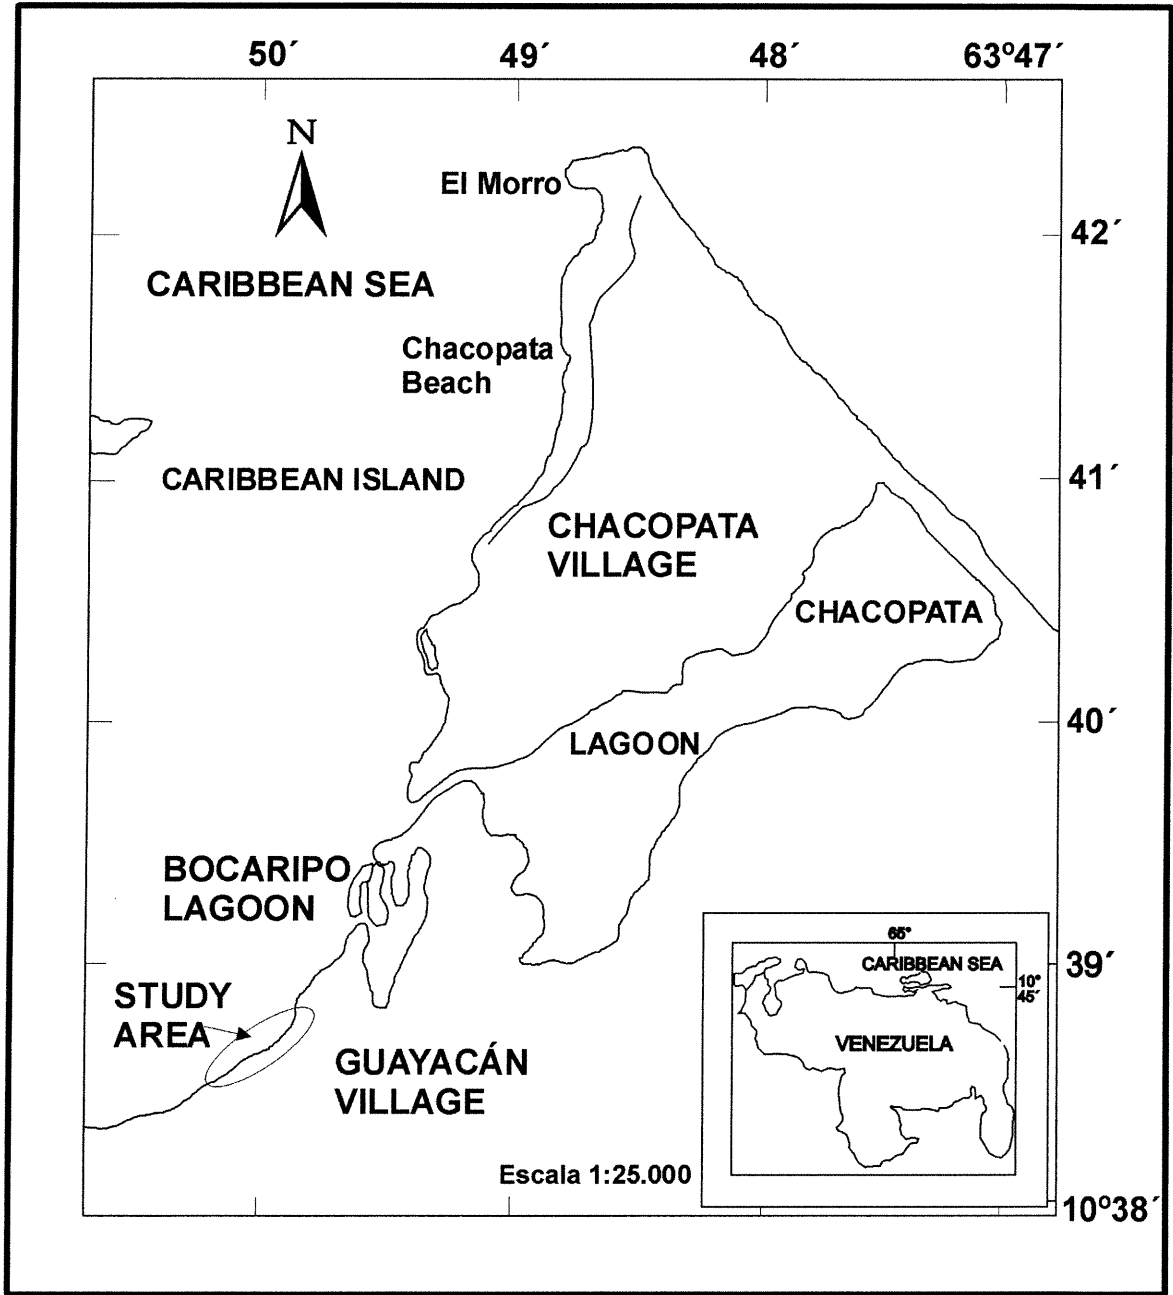 50´ 49´ 48´ 63º47´
N
El Morro
42´
CARIBBEAN SEA
Chacopata
Beach
CARIBBEAN ISLAND
41´
CHACOPATA
VILLAGE
CHACOPATA
40´
LAGOON
BOCARIPO
LAGOON
65°
CARIBBEAN SEA
10°
45´
39´
STUDY
AREA
VENEZUELA
GUAYACÁN
VILLAGE
Escala 1:25.000
10º38´